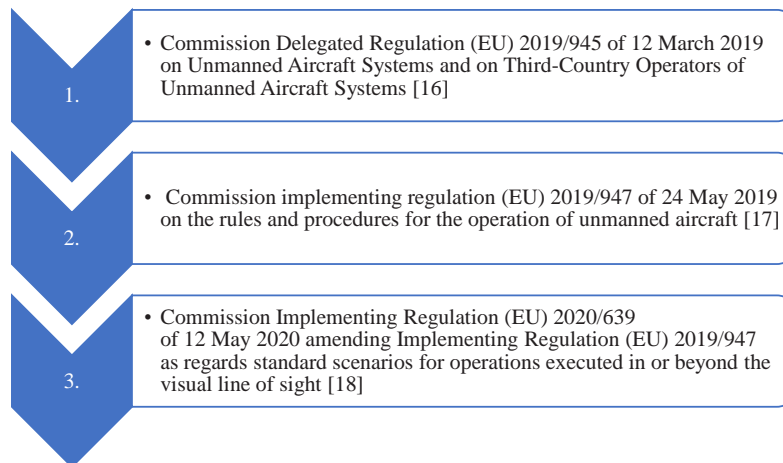 1.
• Commission Delegated Regulation (EU) 2019/945 of 12 March 2019
on Unmanned Aircraft Systems and on Third-Country Operators of
Unmanned Aircraft Systems [16]
2.
• Commission implementing regulation (EU) 2019/947 of 24 May 2019
on the rules and procedures for the operation of unmanned aircraft [17]
3.
• Commission Implementing Regulation (EU) 2020/639
of 12 May 2020 amending Implementing Regulation (EU) 2019/947
as regards standard scenarios for operations executed in or beyond the
visual line of sight [18]